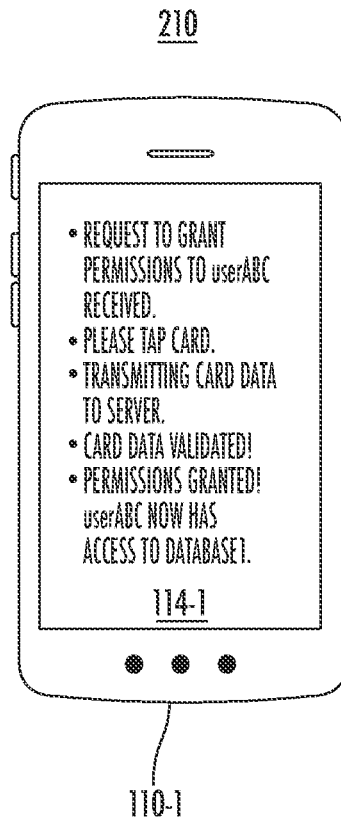 210
• REQUEST TO GRANT
PERMISSIONS TO userABC
RECEIVED.
• PLEASE TAP CARD.
• TRANSMITTING CARD DATA
TO SERVER.
• CARD DATA VALIDATED!
• PERMISSIONS GRANTED!
userABC NOW HAS
ACCESS TO DATABASE1.
114-1
110-1